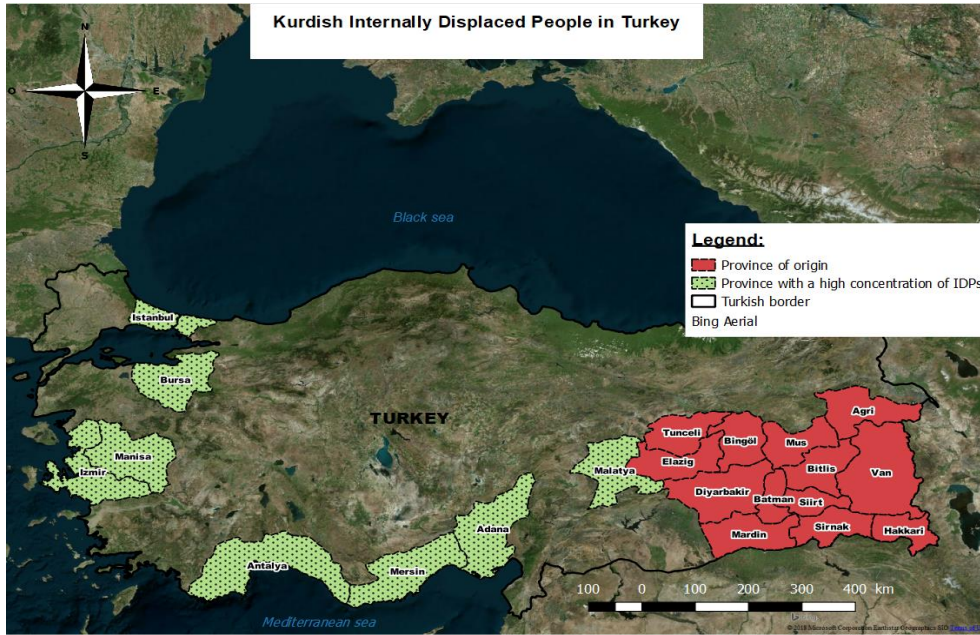 Kurdish Internally Displaced People in Turkey
N
O
E
S
Black sea
Legend:
Province of origin
Province with a high concentration of IDPs
Turkish border
Bing Aerial
Istanbul
Bursa
TURKEY
Agri
Tunceli
Bingöl
Mus
Manisa
Izmir
Malatya
Elazig
Bitlis
Van
Diyarbakir
Batman
Siirt
Adana
Mardin
Sirnak
Hakkari
Antalya
Mersin
100 0 100 200 300 400 km
Mediterranean sea